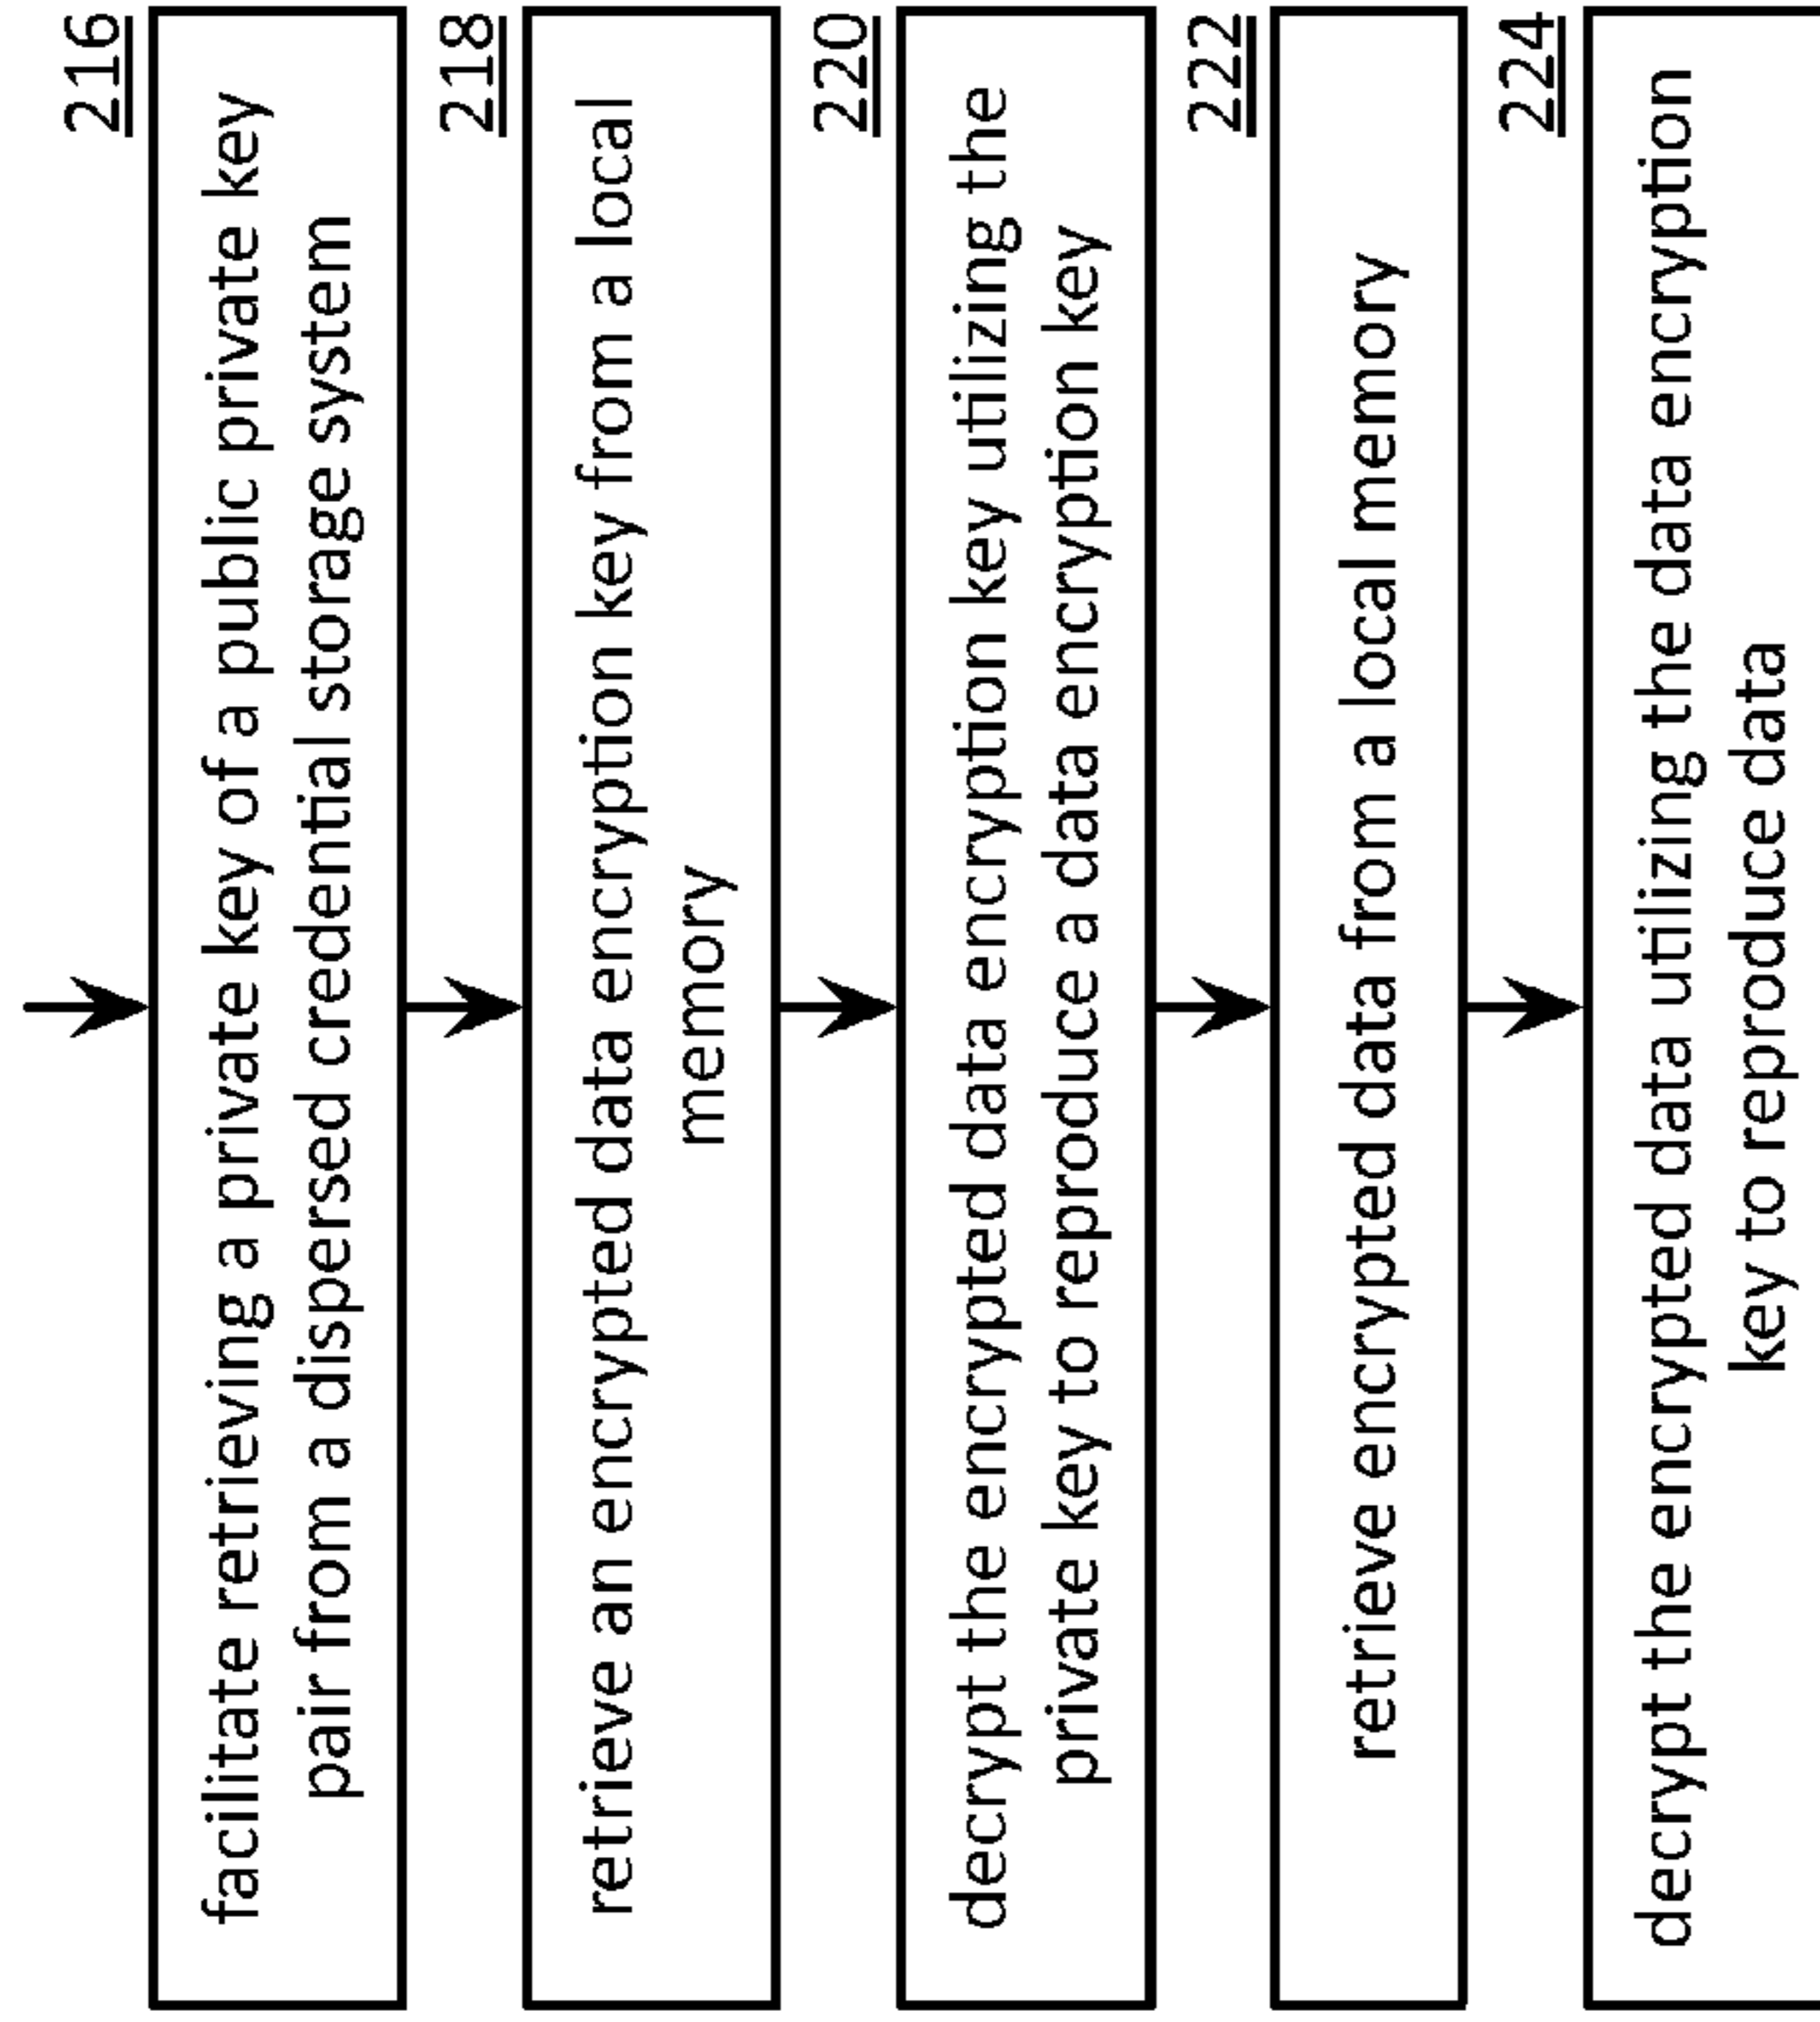 216
facilitate retrieving a private key of a public private key
pair from a dispersed credential storage system
218
retrieve an encrypted data encryption key from a local
memory
220
decrypt the encrypted data encryption key utilizing the
private key to reproduce a data encryption key
222
retrieve encrypted data from a local memory
224
decrypt the encrypted data utilizing the data encryption
key to reproduce data